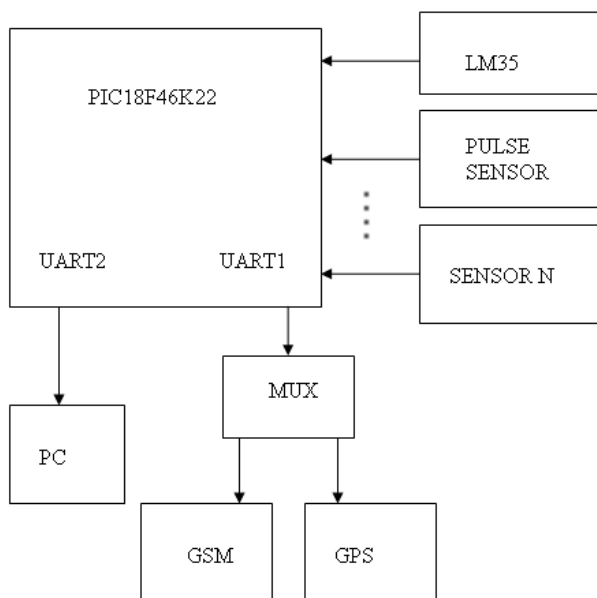 LM35
PIC18F46K22
PULSE
SENSOR
UART2
UART1
SENSOR N
MUX
PC
GSM
GPS